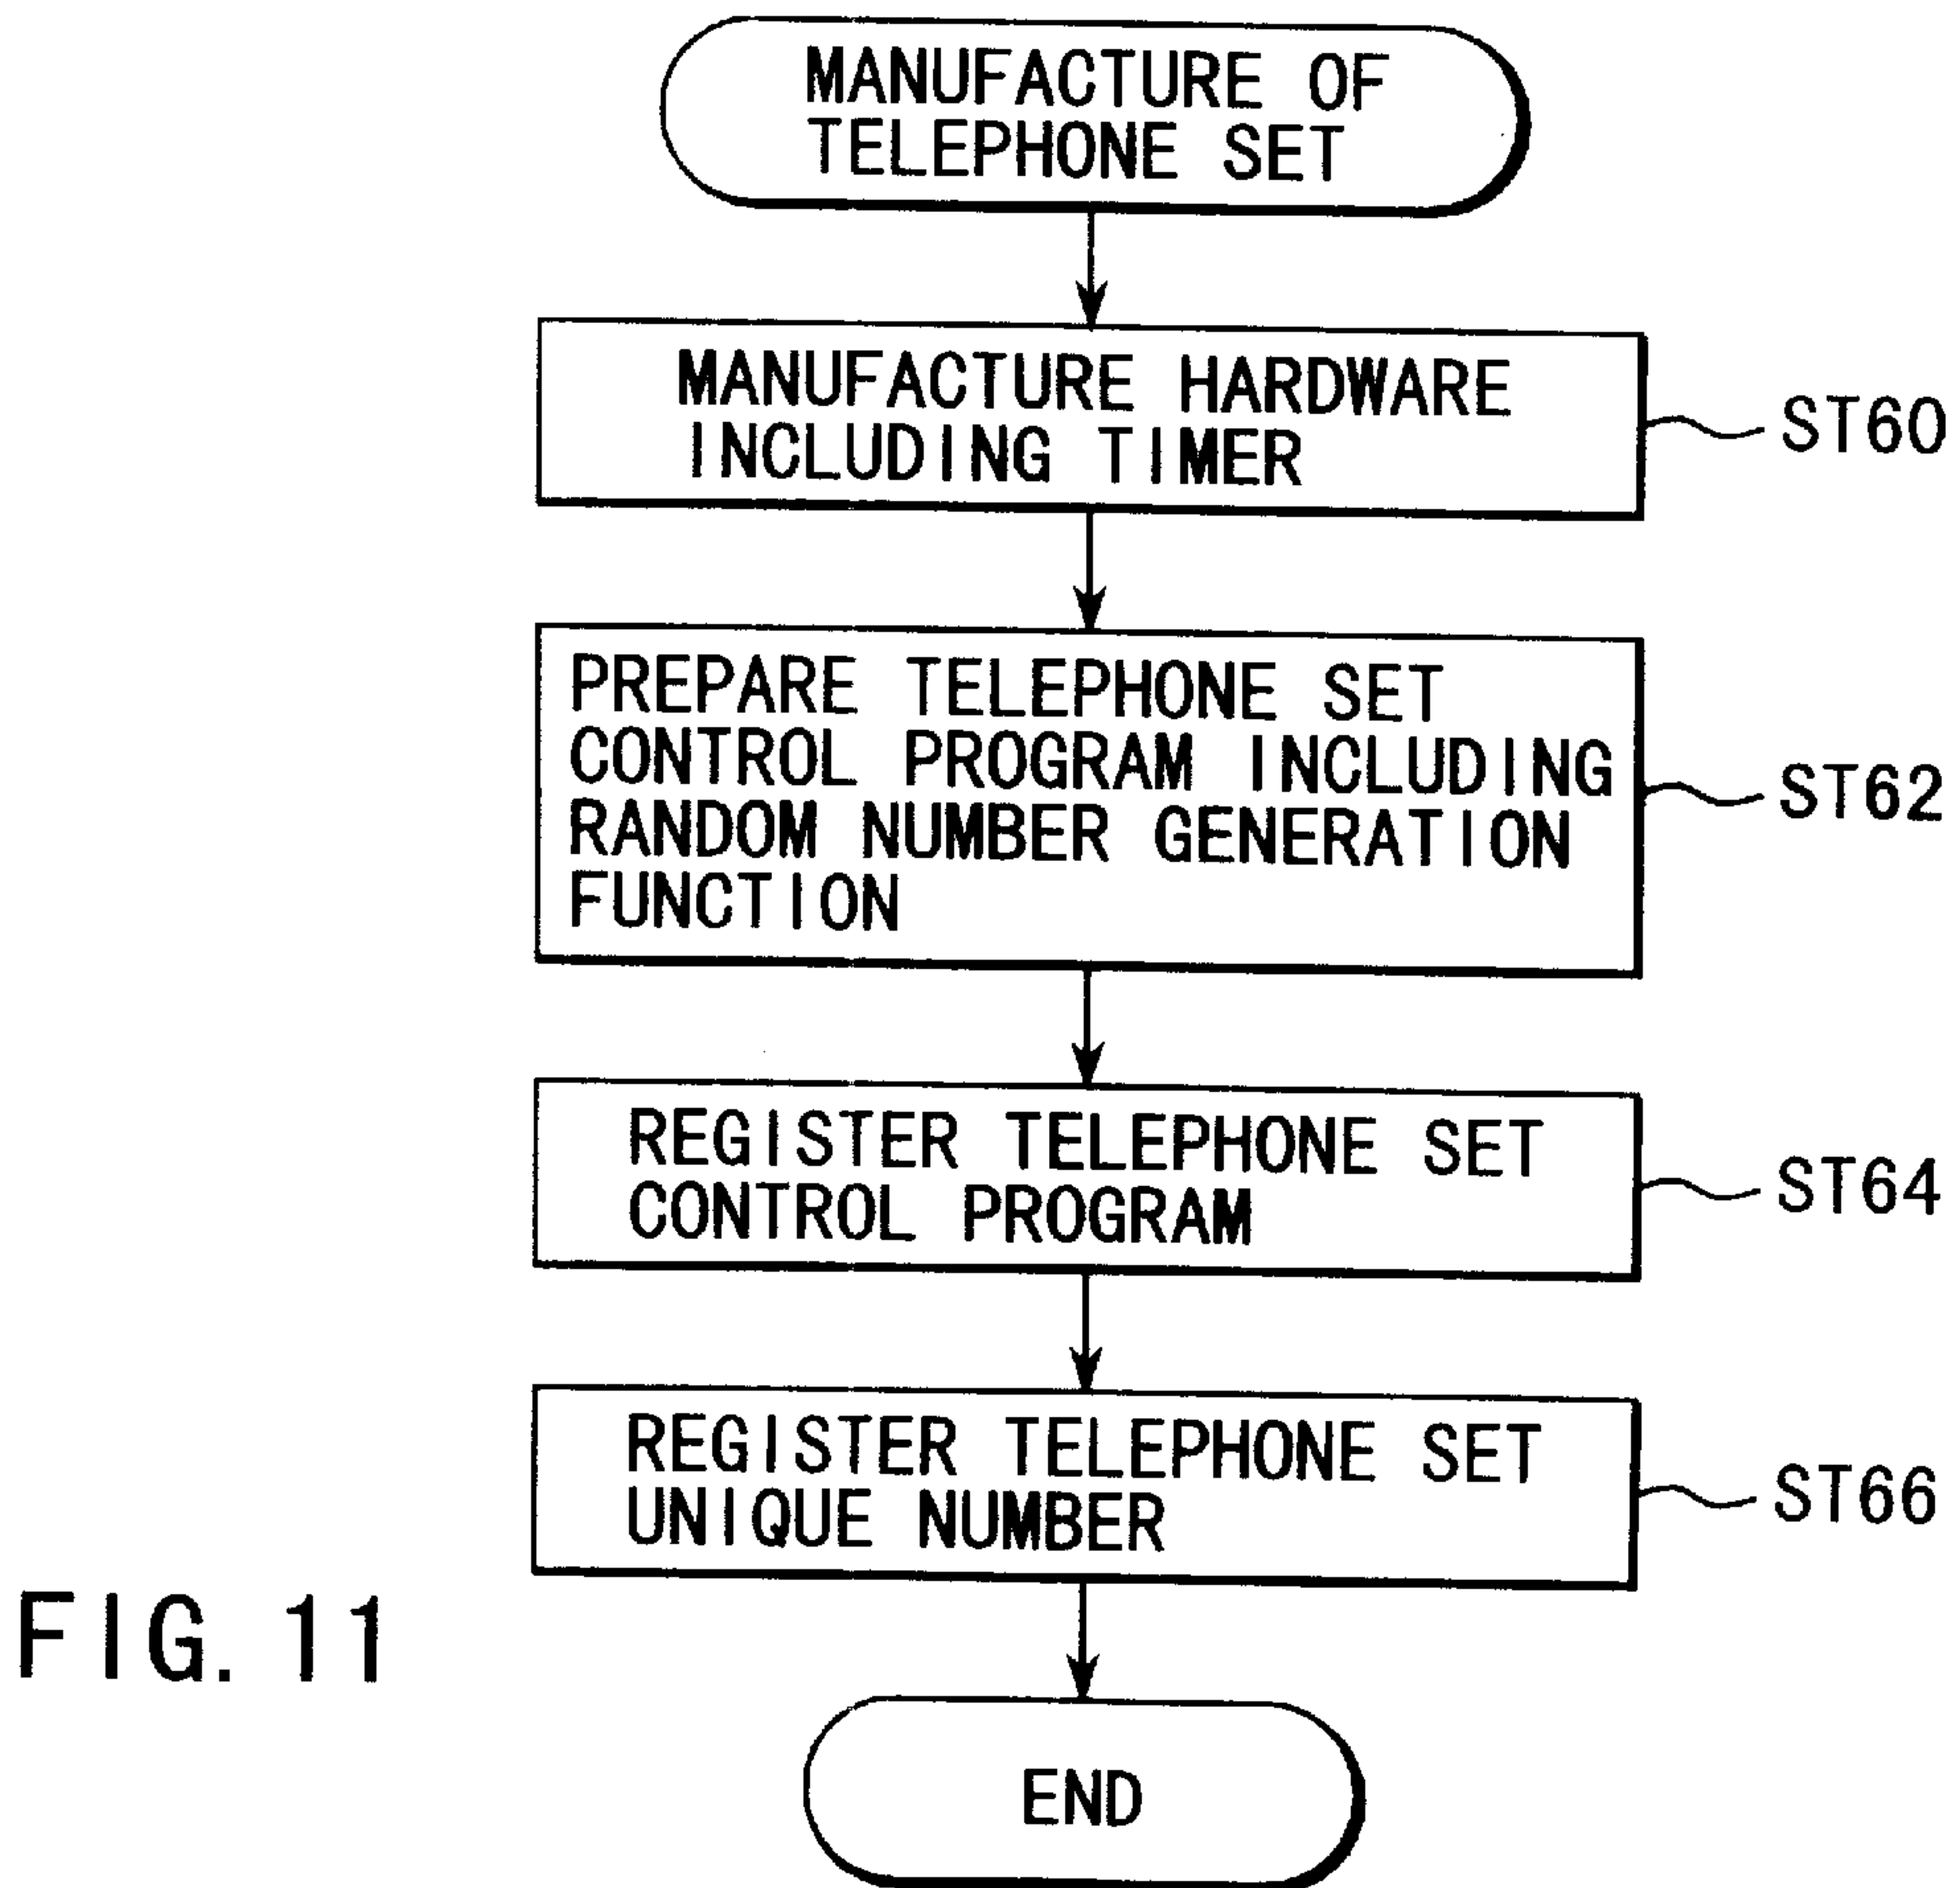 MANUFACTURE OF
TELEPHONE SET
MANUFACTURE HARDWARE
INCLUDING TIMER
ST60
PREPARE TELEPHONE SET
CONTROL PROGRAM INCLUDING
RANDOM NUMBER GENERATION
FUNCTION
ST62
REGISTER TELEPHONE SET
CONTROL PROGRAM
ST64
REGISTER TELEPHONE SET
UNIQUE NUMBER
ST66
FIG. 11
END